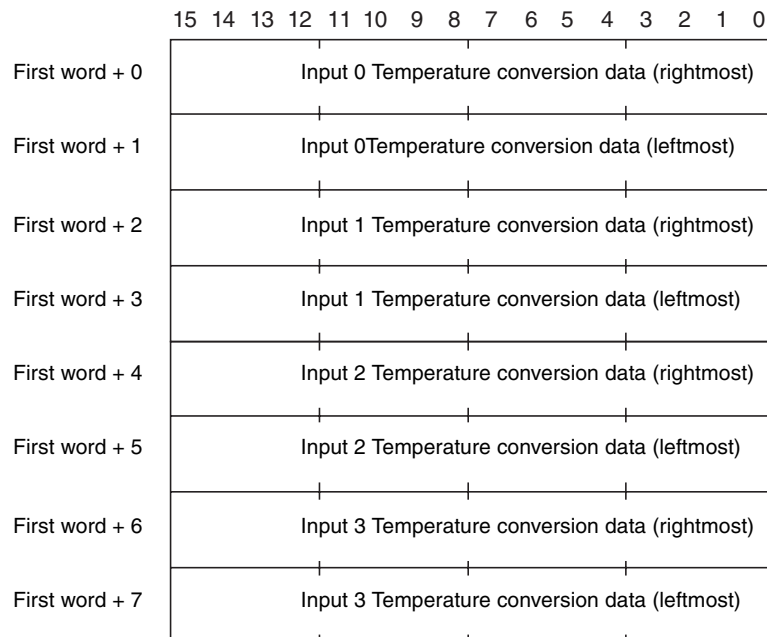 15 14 13 12 11 10 9 8 7 6 5 4 3 2 1 0
First word + 0 Input 0 Temperature conversion data (rightmost)
First word + 1 Input 0Temperature conversion data (leftmost)
First word + 2 Input 1 Temperature conversion data (rightmost)
First word + 3 Input 1 Temperature conversion data (leftmost)
First word + 4 Input 2 Temperature conversion data (rightmost)
First word + 5 Input 2 Temperature conversion data (leftmost)
First word + 6 Input 3 Temperature conversion data (rightmost)
First word + 7 Input 3 Temperature conversion data (leftmost)